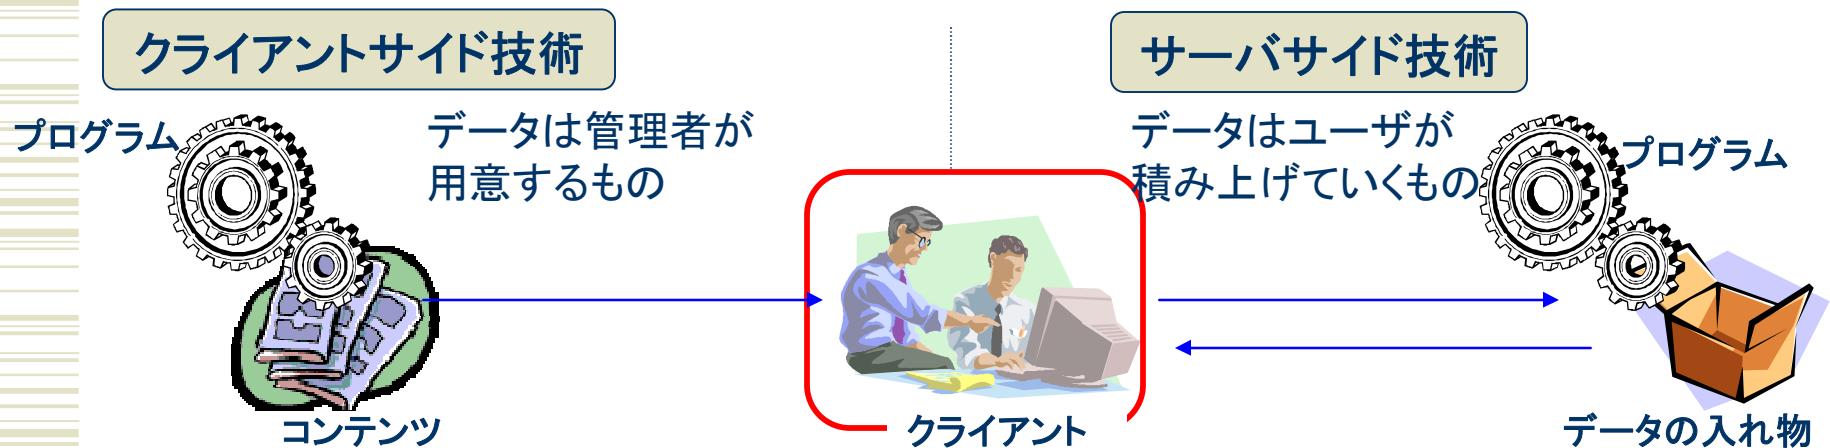 クライアントサイド技術
プログラム
データは管理者が
用意するもの
コンテンツ
クライアント
サーバサイド技術
データはユーザが
積み上げていくもの
プログラム
データの入れ物